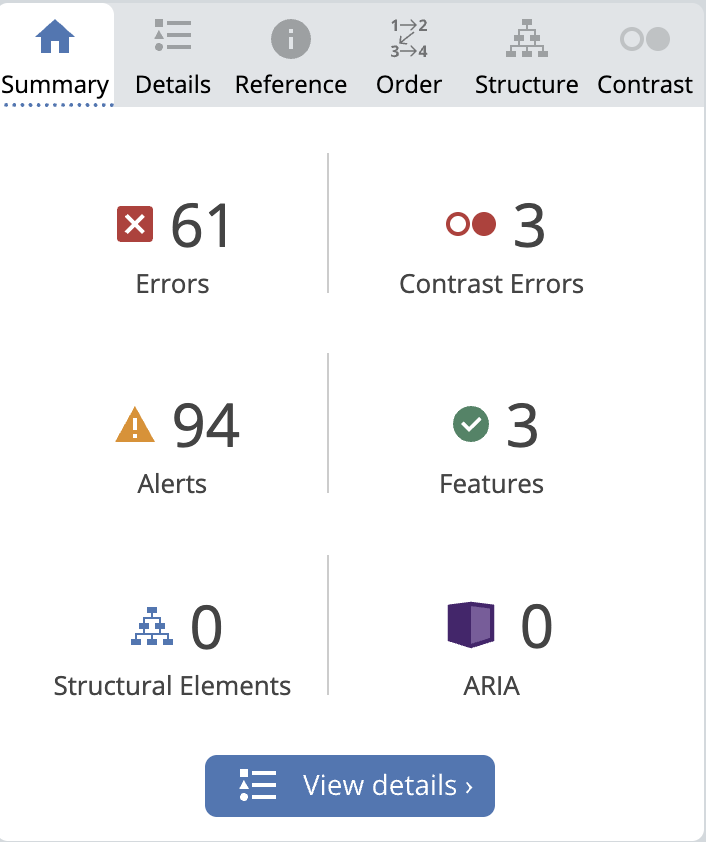 1→2
3→4
Summary Details Reference Order Structure Contrast
61 3
Errors Contrast Errors
94 3
Alerts Features
0 0
Structural Elements ARIA
View details ›